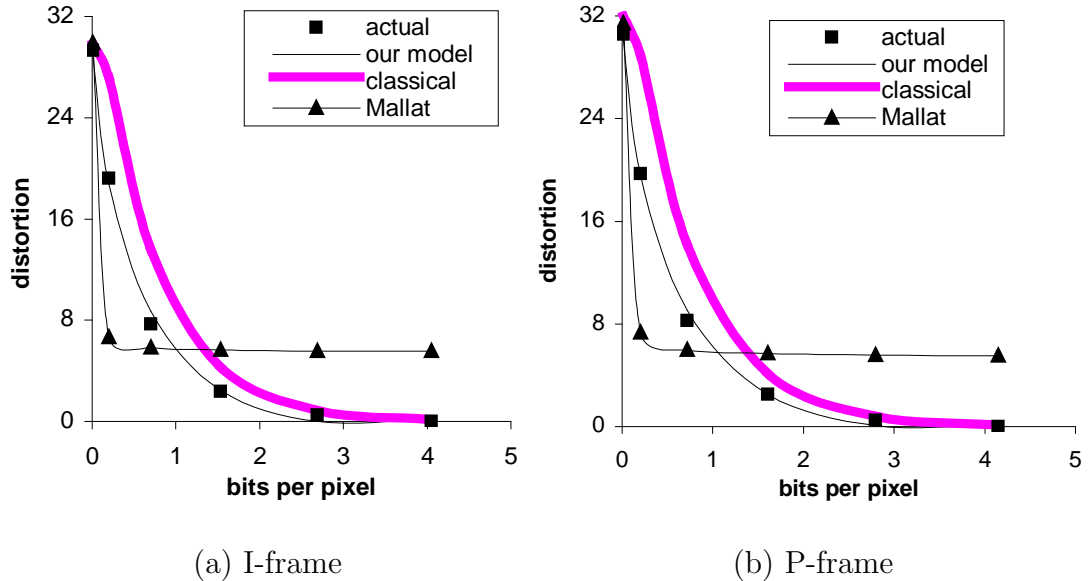 32
24
16
8
0
distortion
0 1 2 3 4 5
bits per pixel
actual
our model
classical
Mallat
(a) I-frame
32
24
16
8
0
distortion
0 1 2 3 4 5
bits per pixel
actual
our model
classical
Mallat
(b) P-frame